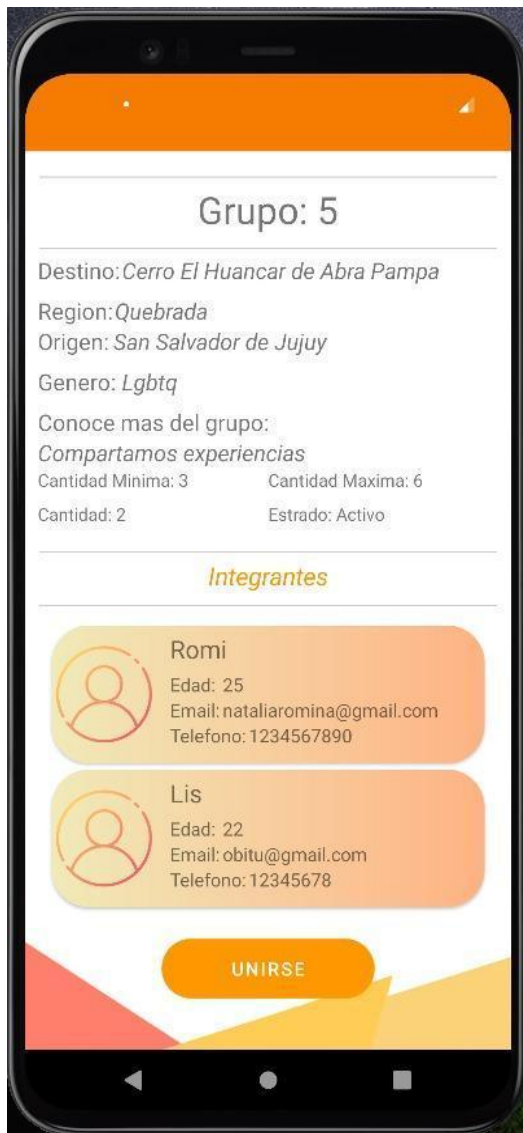 Grupo: 5
Destino: Cerro El Huancar de Abra Pampa
Region: Quebrada
Origen: San Salvador de Jujuy
Genero: Lgbtq
Conoce mas del grupo:
Compartamos experiencias
Cantidad Minima: 3 Cantidad Maxima: 6
Cantidad: 2 Estrado: Activo
Integrantes
Romi
Edad: 25
Email: nataliaromina@gmail.com
Telefono: 1234567890
Lis
Edad: 22
Email: obitu@gmail.com
Telefono: 12345678
UNIRSE